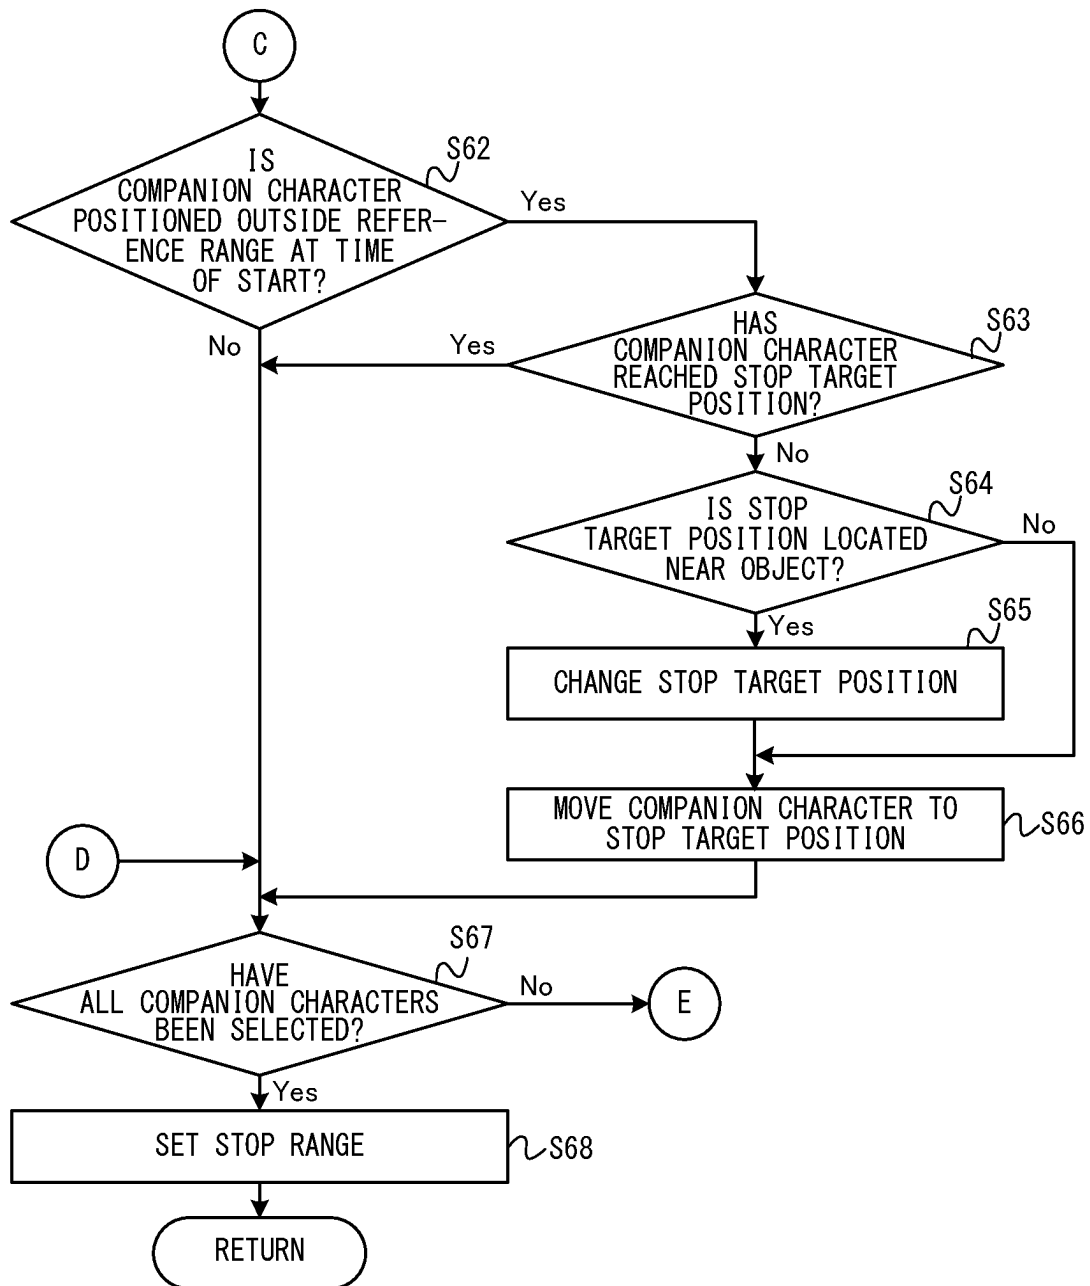 C
IS
COMPANION CHARACTER
POSITIONED OUTSIDE REFER-
ENCE RANGE AT TIME
OF START?
S62
Yes
No
HAS
COMPANION CHARACTER
REACHED STOP TARGET
POSITION?
S63
Yes
No
IS STOP
TARGET POSITION LOCATED
NEAR OBJECT?
S64
No
Yes
S65
CHANGE STOP TARGET POSITION
MOVE COMPANION CHARACTER TO
STOP TARGET POSITION
S66
D
HAVE
ALL COMPANION CHARACTERS
BEEN SELECTED?
S67
No
E
Yes
SET STOP RANGE
S68
RETURN